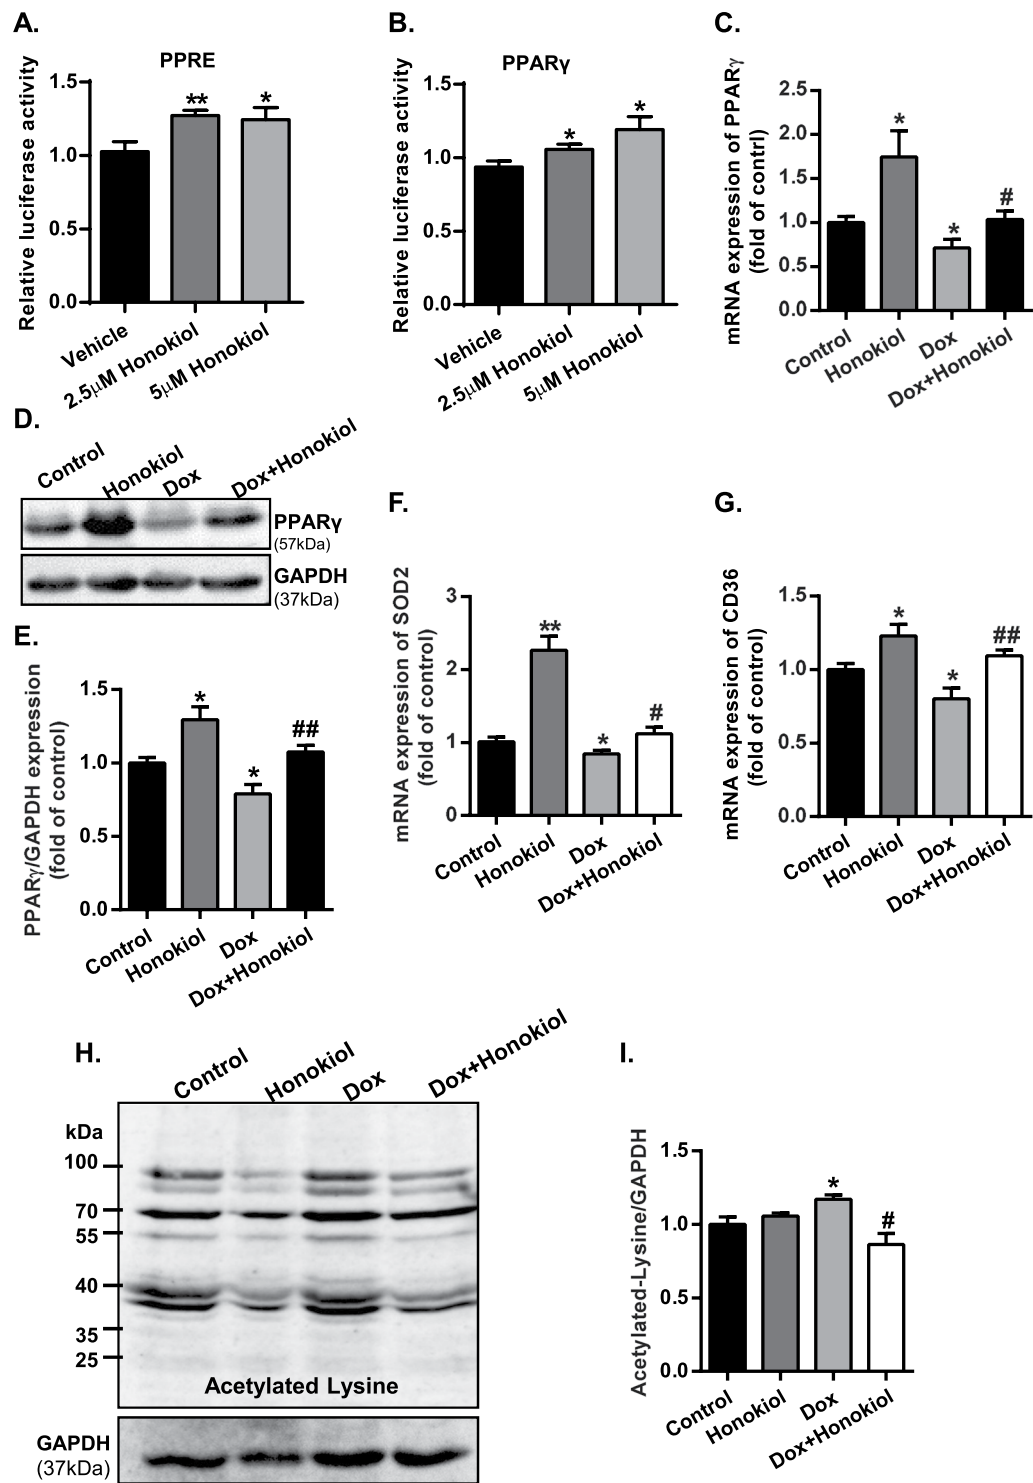 A.
PPRE
Relative luciferase activity
1.5
1.0
0.5
0.0
**
*
Vehicle
2.5μM Honokiol
5μM Honokiol
B.
PPARγ
Relative luciferase activity
1.5
1.0
0.5
0.0
*
*
Vehicle
2.5μM Honokiol
5μM Honokiol
C.
mRNA expression of PPARγ
(fold of contrl)
2.5
2.0
1.5
1.0
0.5
0.0
*
*
#
Control
Honokiol
Dox
Dox+Honokiol
D.
Control
Honokiol
Dox
Dox+Honokiol
PPARγ
(57kDa)
GAPDH
(37kDa)
E.
PPARγ/GAPDH expression
(fold of control)
1.5
1.0
0.5
0.0
*
*
##
Control
Honokiol
Dox
Dox+Honokiol
F.
mRNA expression of SOD2
(fold of control)
3
2
1
0
**
*
#
Control
Honokiol
Dox
Dox+Honokiol
G.
mRNA expression of CD36
(fold of control)
1.5
1.0
0.5
0.0
*
*
##
Control
Honokiol
Dox
Dox+Honokiol
H.
Control
Honokiol
Dox
Dox+Honokiol
kDa
100
70
55
40
35
25
Acetylated Lysine
GAPDH
(37kDa)
I.
Acetylated-Lysine/GAPDH
1.5
1.0
0.5
0.0
*
#
Control
Honokiol
Dox
Dox+Honokiol